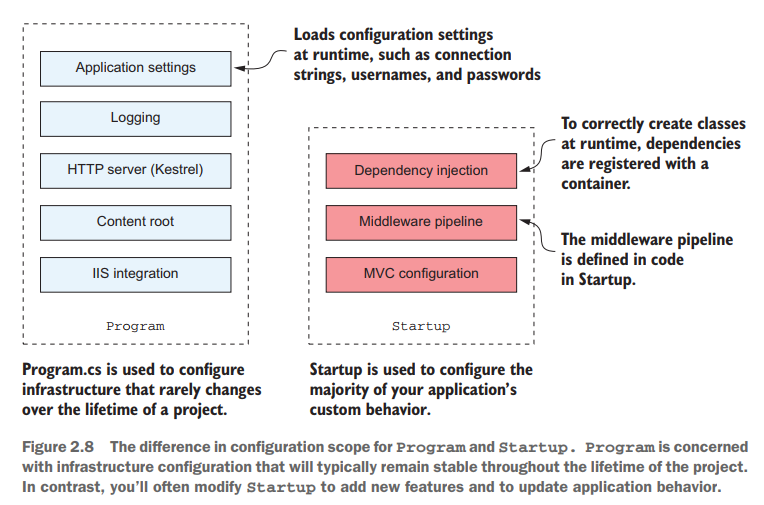 Application settings
Logging
HTTP server (Kestrel)
Content root
IIS integration
Program
Loads configuration settings
at runtime, such as connection
strings, usernames, and passwords
Dependency injection
Middleware pipeline
MVC configuration
Startup
To correctly create classes
at runtime, dependencies
are registered with a
container.
The middleware pipeline
is defined in code
in Startup.
Program.cs is used to configure
infrastructure that rarely changes
over the lifetime of a project.
Startup is used to configure the
majority of your application's
custom behavior.
Figure 2.8 The difference in configuration scope for Program and Startup. Program is concerned
with infrastructure configuration that will typically remain stable throughout the lifetime of the project.
In contrast, you'll often modify Startup to add new features and to update application behavior.